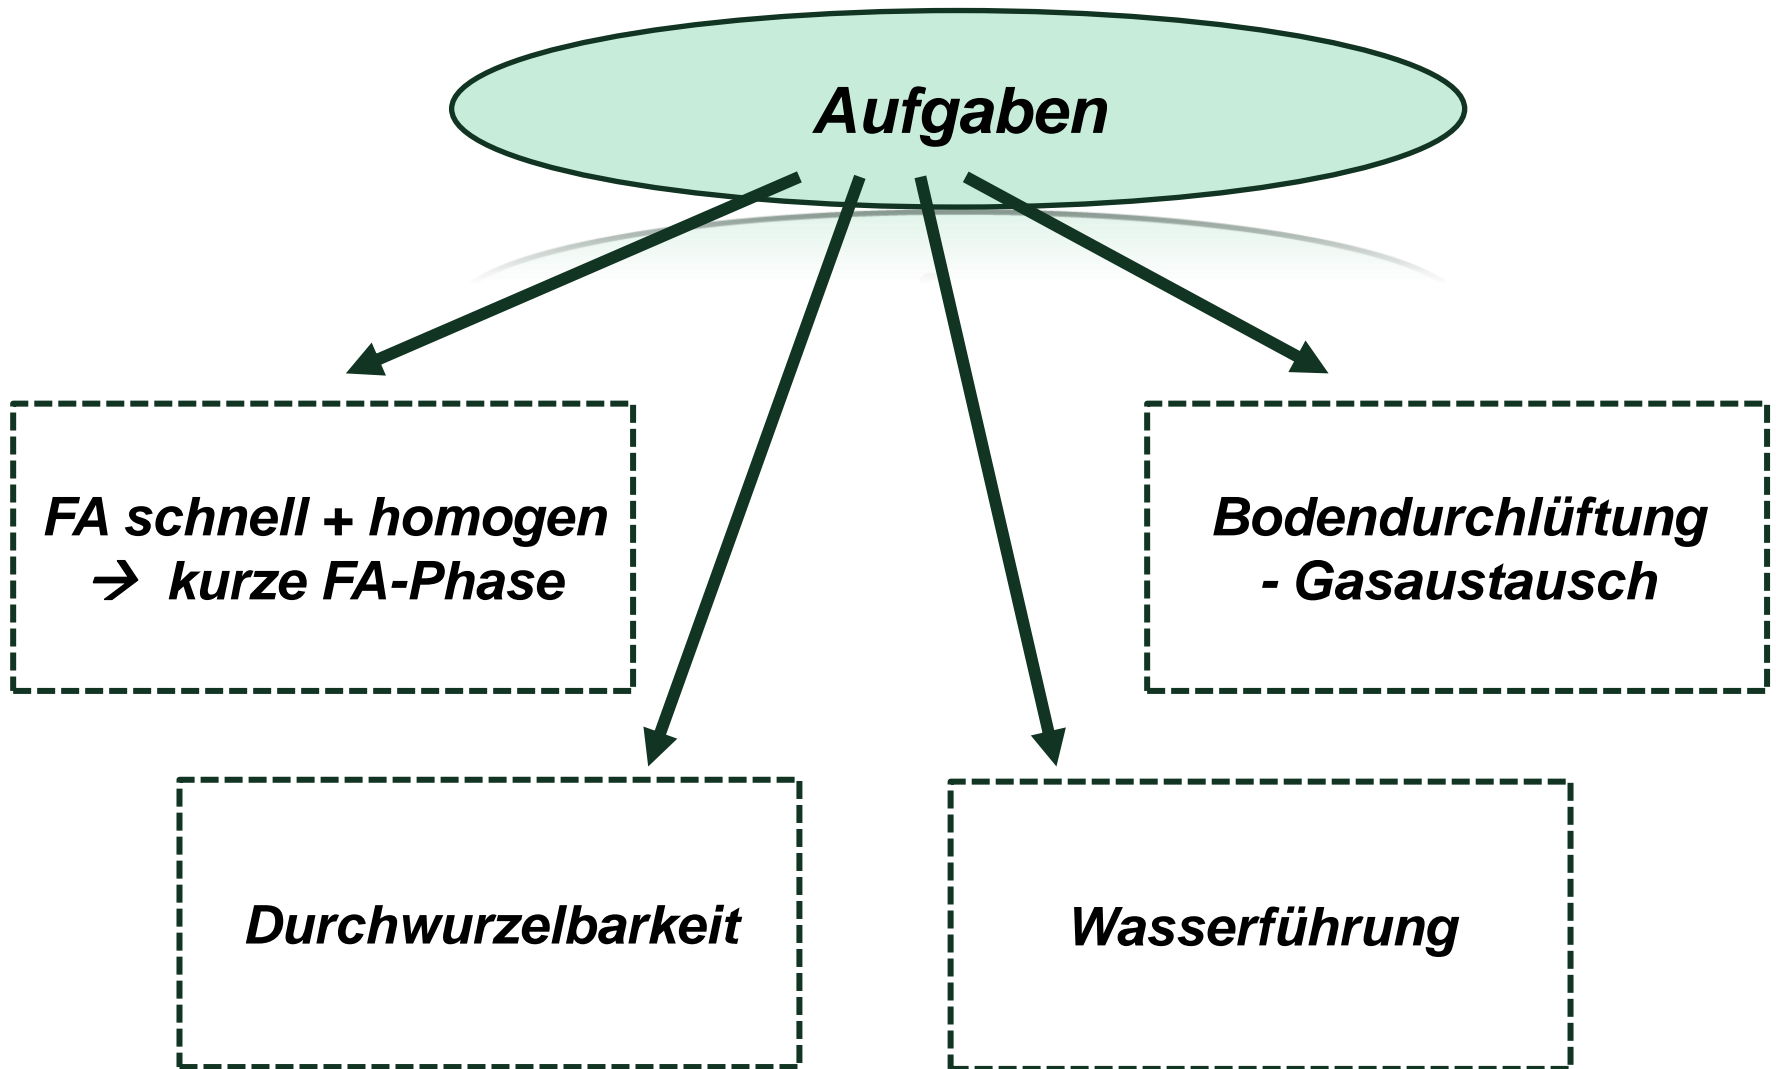 Aufgaben
FA schnell + homogen
→ kurze FA-Phase
Bodendurchlüftung
- Gasaustausch
Durchwurzelbarkeit
Wasserführung